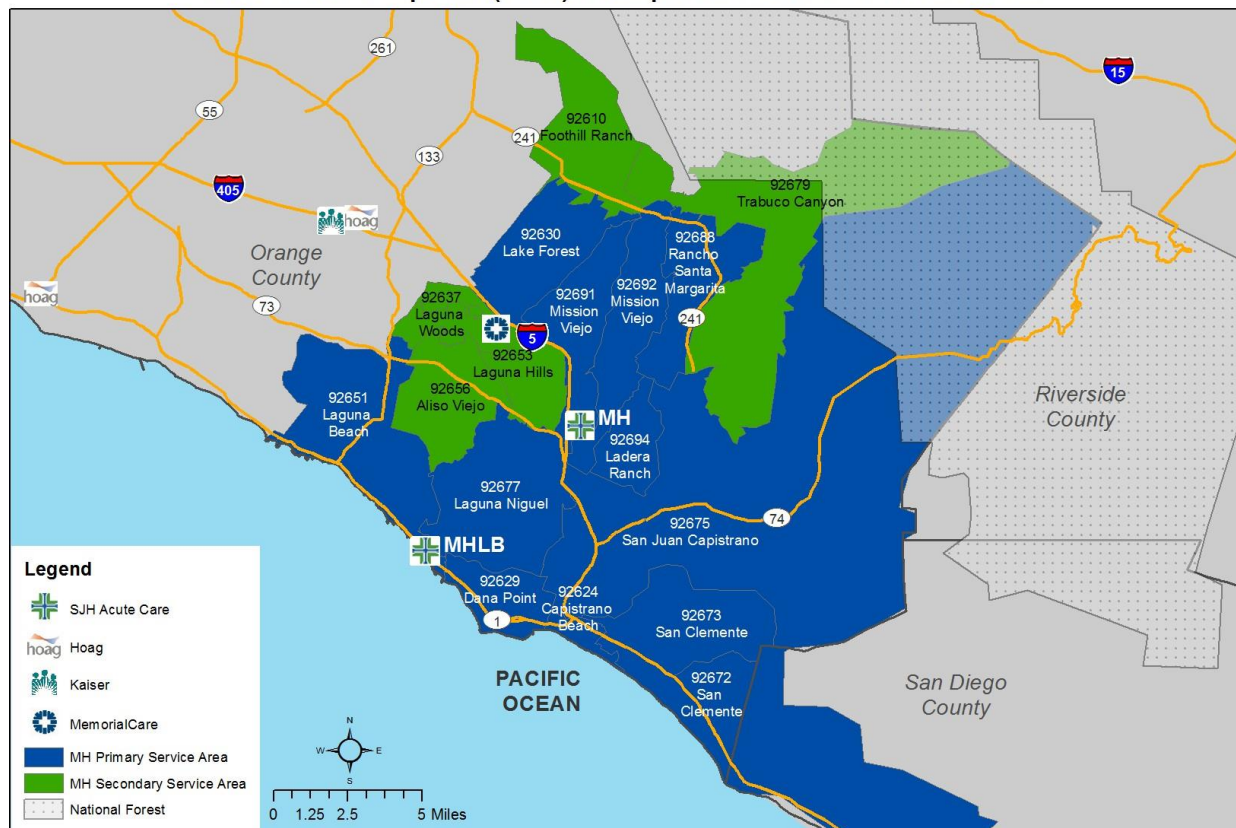 261
15
55
92610
Foothill Ranch
241
133
405
92679
Trabuco Canyon
hoag
92630
Lake Forest
92688
Rancho
Santa
Margarita
Orange
County
92692
Mission
Viejo
92691
Mission
Viejo
92637
Laguna
Woods
hoag
73
241
5
92653
Laguna Hills
92656
Aliso Viejo
92651
Laguna
Beach
Riverside
County
MH
92694
Ladera
Ranch
92677
Laguna Niguel
74
92675
San Juan Capistrano
MHLB
92629
Dana Point
92624
Capistrano
Beach
1
92673
San Clemente
PACIFIC
OCEAN
92672
San
Clemente
San Diego
County
Legend
SJH Acute Care
hoag Hoag
Kaiser
MemorialCare
MH Primary Service Area
MH Secondary Service Area
National Forest
N
W E
S
0 1.25 2.5 5 Miles